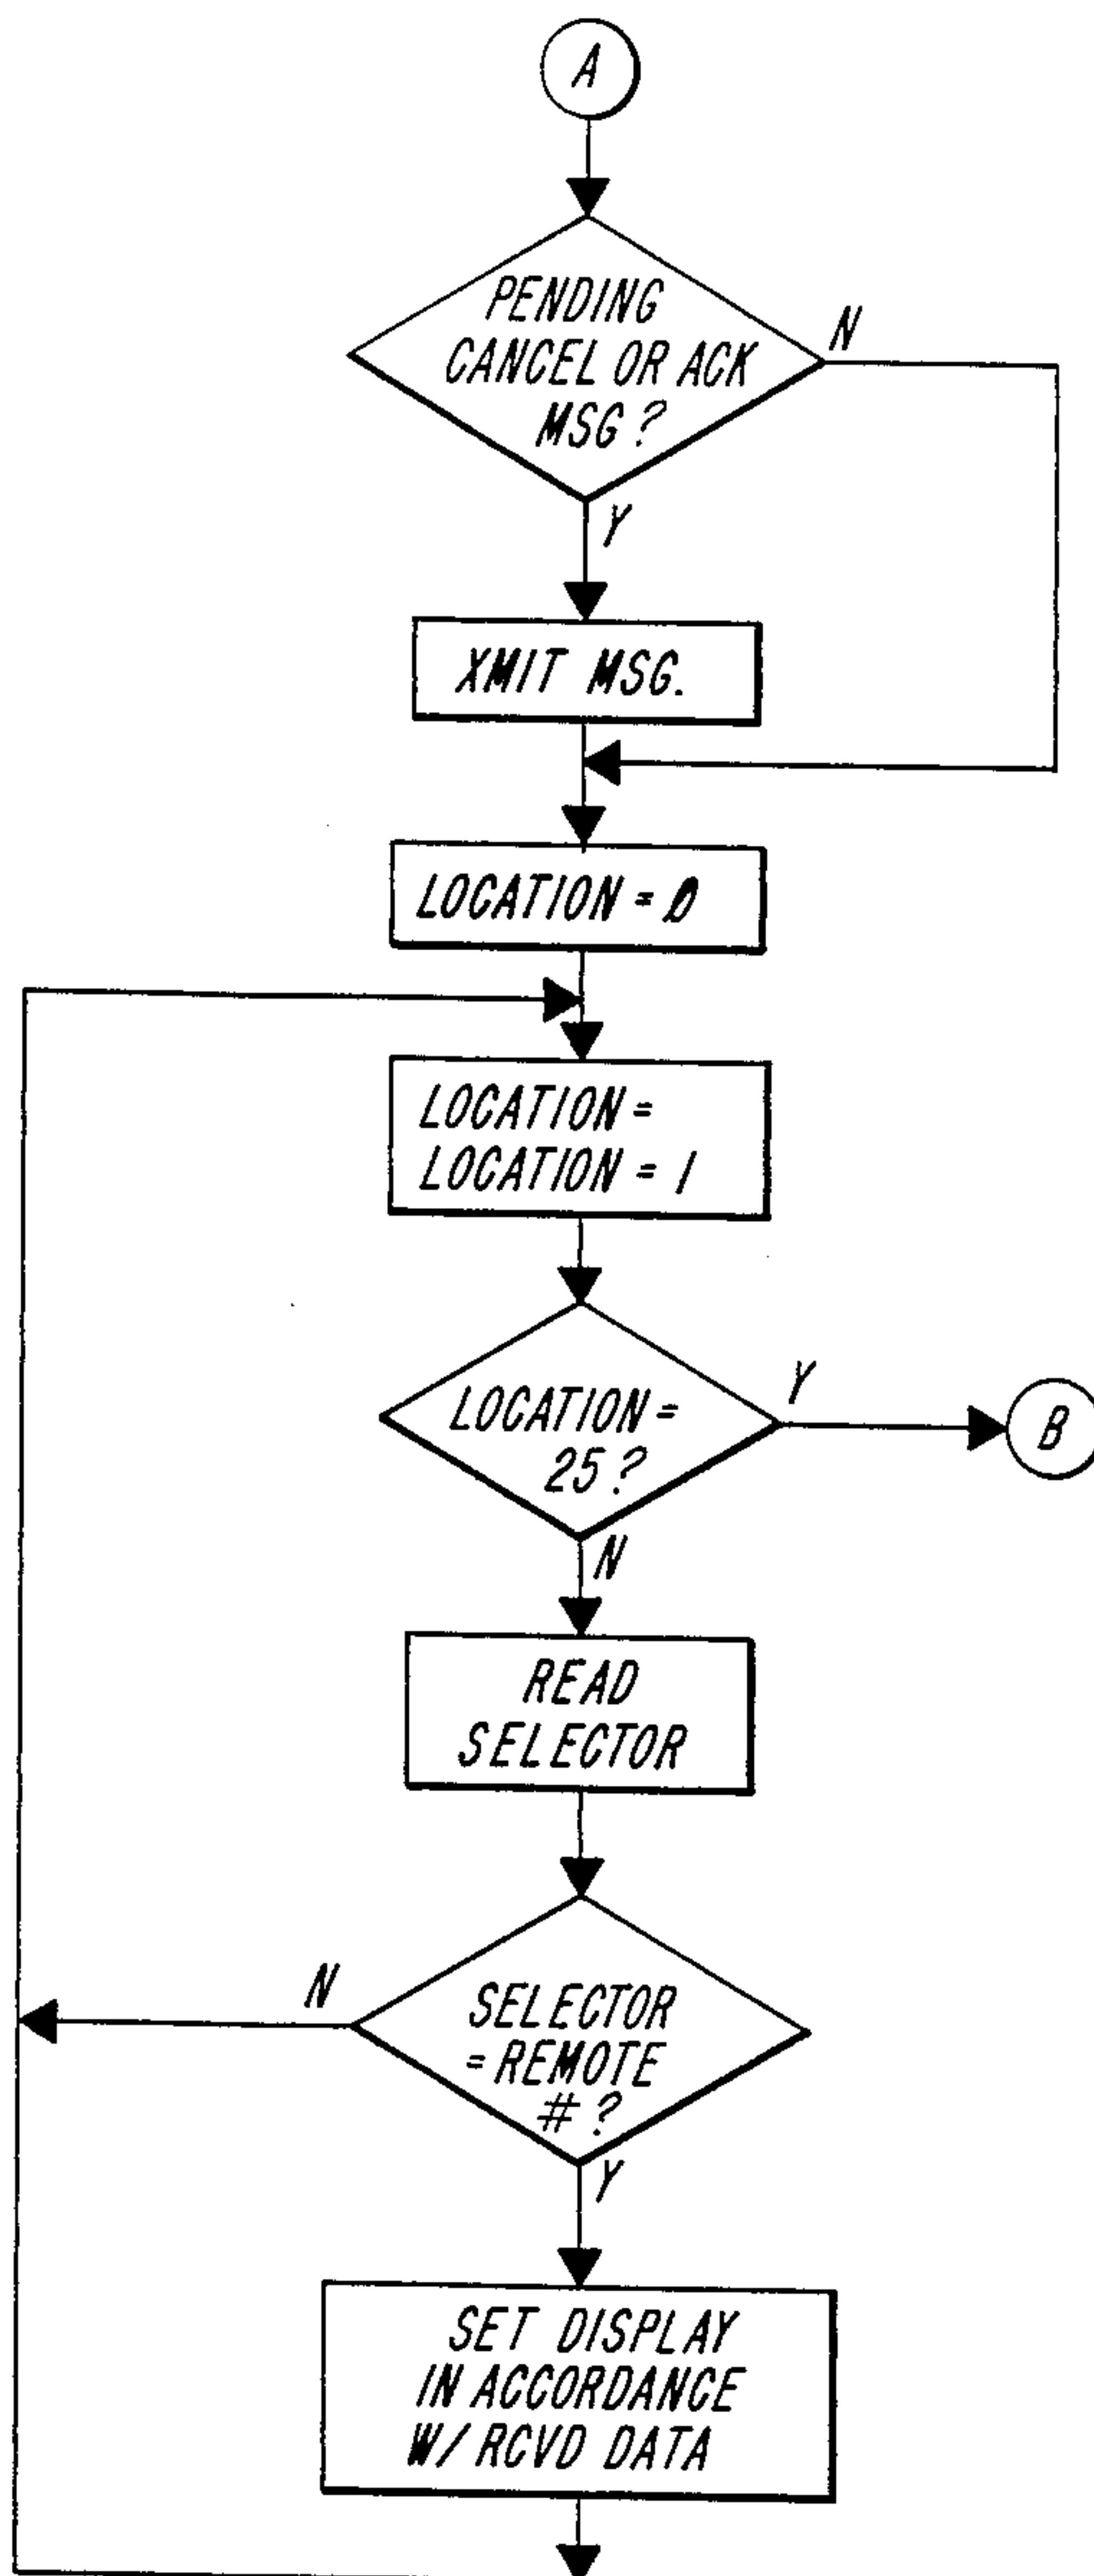 A
PENDING
CANCEL OR ACK
MSG?
N
Y
XMIT MSG.
LOCATION = Ø
LOCATION =
LOCATION = 1
LOCATION =
25?
Y
B
N
READ
SELECTOR
SELECTOR
= REMOTE
# ?
N
Y
SET DISPLAY
IN ACCORDANCE
W/ RCVD DATA